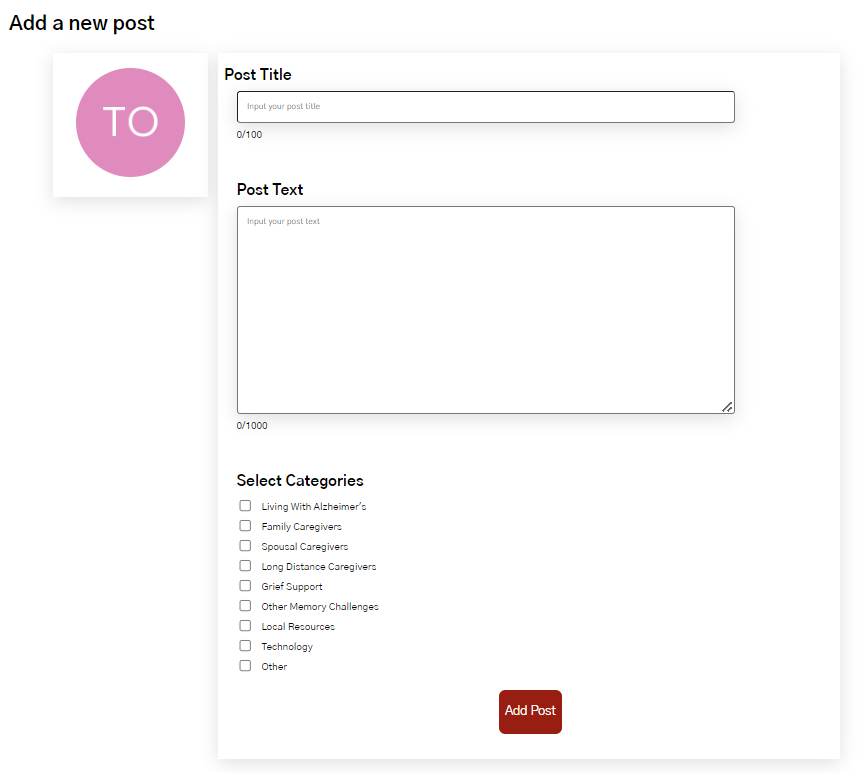 Add a new post
TO
Post Title
Input your post title
0/100
Post Text
Input your post text
0/1000
Select Categories
Living With Alzheimer's
Family Caregivers
Spousal Caregivers
Long Distance Caregivers
Grief Support
Other Memory Challenges
Local Resources
Technology
Other
Add Post